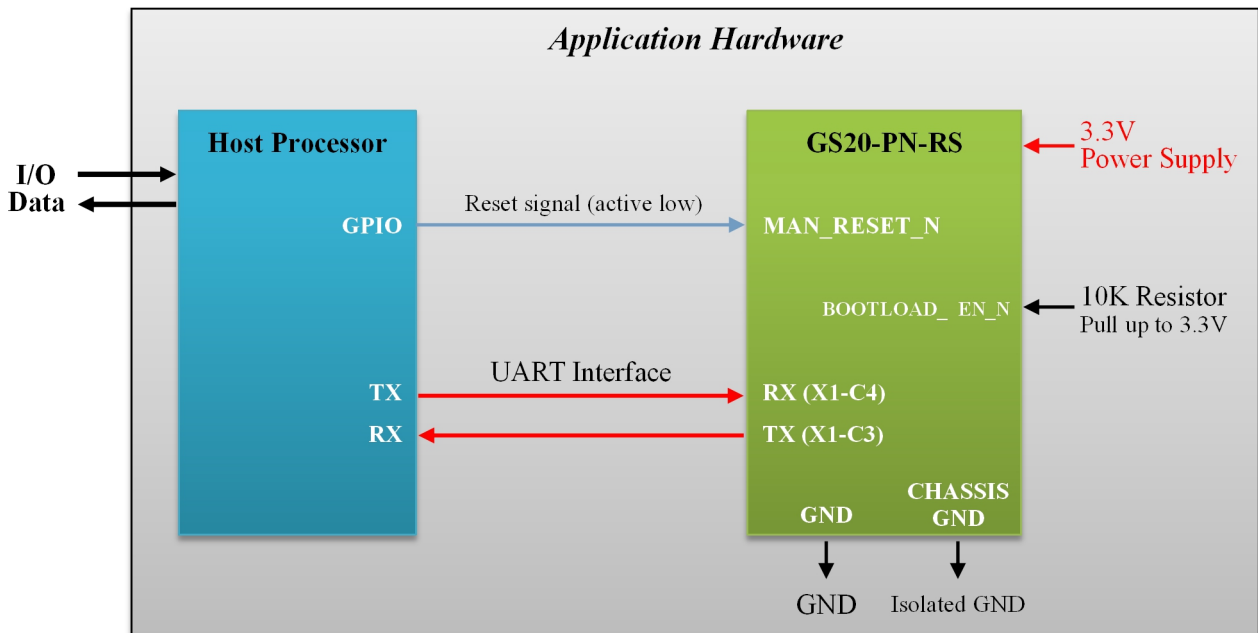 Application Hardware
Host Processor
GS20-PN-RS
3.3V
Power Supply
I/O
Data
Reset signal (active low)
GPIO
MAN_RESET_N
BOOTLOAD_ EN_N
10K Resistor
Pull up to 3.3V
UART Interface
TX
RX (X1-C4)
RX
TX (X1-C3)
GND
CHASSIS
GND
GND
Isolated GND